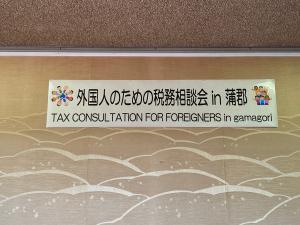 外国人のための税務相談会 in 蒲郡
TAX CONSULTATION FOR FOREIGNERS in gamagori